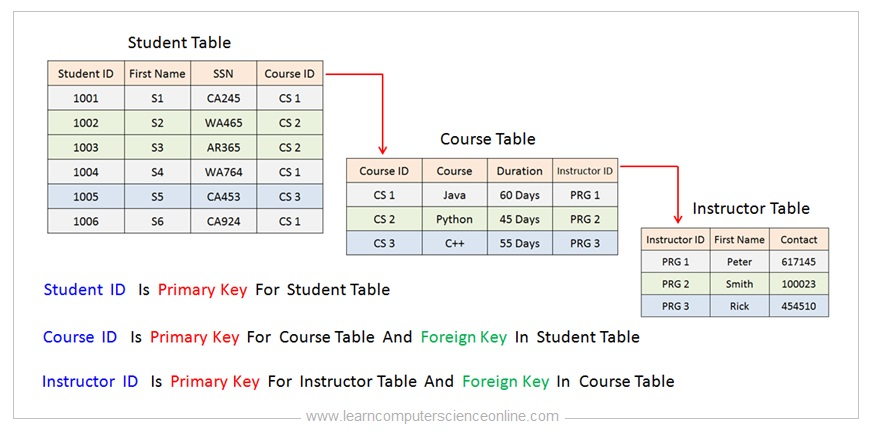 Student Table
Student ID First Name SSN Course ID
1001 S1 CA245 CS 1
1002 S2 WA465 CS 2
1003 S3 AR365 CS 2
1004 S4 WA764 CS 1
1005 S5 CA453 CS 3
1006 S6 CA924 CS 1
Course Table
Course ID Course Duration Instructor ID
CS 1 Java 60 Days PRG 1
CS 2 Python 45 Days PRG 2
CS 3 C++ 55 Days PRG 3
Instructor Table
Instructor ID First Name Contact
PRG 1 Peter 617145
PRG 2 Smith 100023
PRG 3 Rick 454510
Student ID Is Primary Key For Student Table
Course ID Is Primary Key For Course Table And Foreign Key In Student Table
Instructor ID Is Primary Key For Instructor Table And Foreign Key In Course Table
www.learncomputerscienceonline.com